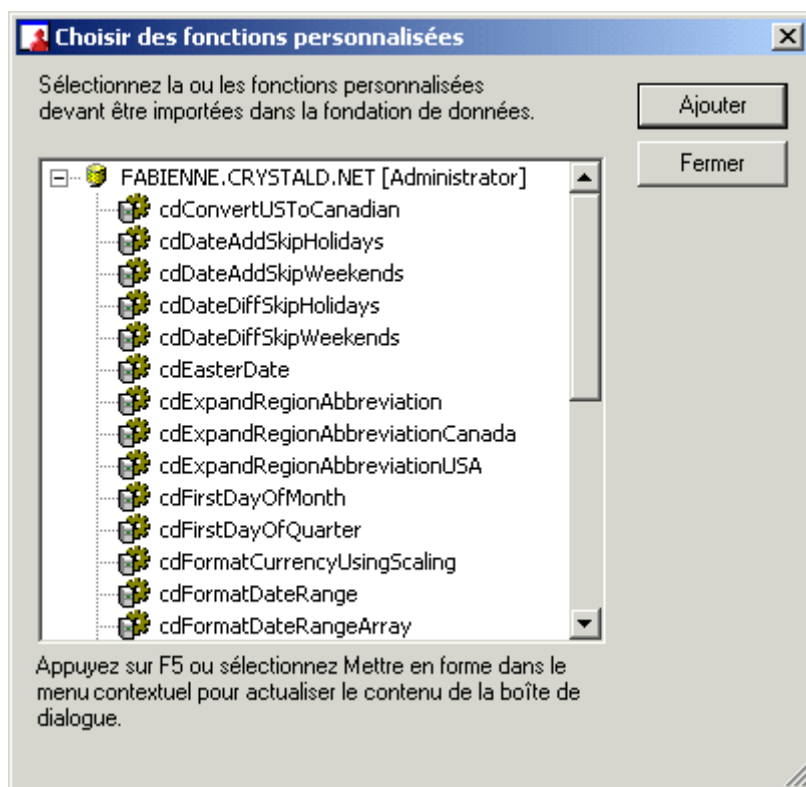 Choisir des fonctions personnalisées
Sélectionnez la ou les fonctions personnalisées
devant être importées dans la fondation de données.
Ajouter
Fermer
FABIENNE.CRYSTALD.NET [Administrator]
cdConvertUSToCanadian
cdDateAddSkipHolidays
cdDateAddSkipWeekends
cdDateDiffSkipHolidays
cdDateDiffSkipWeekends
cdEasterDate
cdExpandRegionAbbreviation
cdExpandRegionAbbreviationCanada
cdExpandRegionAbbreviationUSA
cdFirstDayOfMonth
cdFirstDayOfQuarter
cdFormatCurrencyUsingScaling
cdFormatDateRange
cdFormatDateRangeArray
Appuyez sur F5 ou sélectionnez Mettre en forme dans le
menu contextuel pour actualiser le contenu de la boîte de
dialogue.